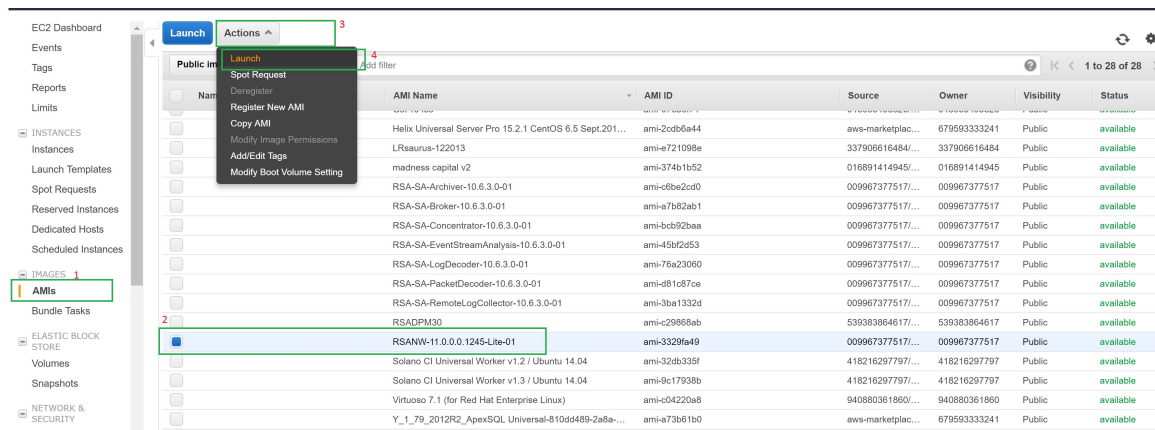 EC2 Dashboard
Events
Tags
Reports
Limits
INSTANCES
Instances
Launch Templates
Spot Requests
Reserved Instances
Dedicated Hosts
Scheduled Instances
IMAGES 1
AMIs
Bundle Tasks
ELASTIC BLOCK
STORE
Volumes
Snapshots
NETWORK &
SECURITY
Launch Actions 3
Launch 4
Spot Request
Deregister
Register New AMI
Copy AMI
Modify Image Permissions
Add/Edit Tags
Modify Boot Volume Setting
Public im Add filter 1 to 28 of 28
Nam AMI Name AMI ID Source Owner Visibility Status
Public available
Helix Universal Server Pro 15.2.1 CentOS 6.5 Sept.201... ami-2cdb6a44 aws-marketplac... 679593333241 Public available
LRsaurus-122013 ami-e721098e 337906616484/... 337906616484 Public available
madness capital v2 ami-374b1b52 016891414945/... 016891414945 Public available
RSA-SA-Archiver-10.6.3.0-01 ami-c6be2cd0 009967377517/... 009967377517 Public available
RSA-SA-Broker-10.6.3.0-01 ami-a7b82ab1 009967377517/... 009967377517 Public available
RSA-SA-Concentrator-10.6.3.0-01 ami-bcb92baa 009967377517/... 009967377517 Public available
RSA-SA-EventStreamAnalysis-10.6.3.0-01 ami-45bf2d53 009967377517/... 009967377517 Public available
RSA-SA-LogDecoder-10.6.3.0-01 ami-76a23060 009967377517/... 009967377517 Public available
RSA-SA-PacketDecoder-10.6.3.0-01 ami-d81c87ce 009967377517/... 009967377517 Public available
RSA-SA-RemoteLogCollector-10.6.3.0-01 ami-3ba1332d 009967377517/... 009967377517 Public available
2 RSADPM30 ami-c29868ab 539383864617/... 539383864617 Public available
RSANW-11.0.0.0.1245-Lite-01 ami-3329fa49 009967377517/... 009967377517 Public available
Solano CI Universal Worker v1.2 / Ubuntu 14.04 ami-32db335f 418216297797/... 418216297797 Public available
Solano CI Universal Worker v1.3 / Ubuntu 14.04 ami-9c17938b 418216297797/... 418216297797 Public available
Virtuoso 7.1 (for Red Hat Enterprise Linux) ami-c04220a8 940880361860/... 940880361860 Public available
Y_1_79_2012R2_ApexSQL Universal-810dd489-2a8a-... ami-a73b61b0 aws-marketplac... 679593333241 Public available